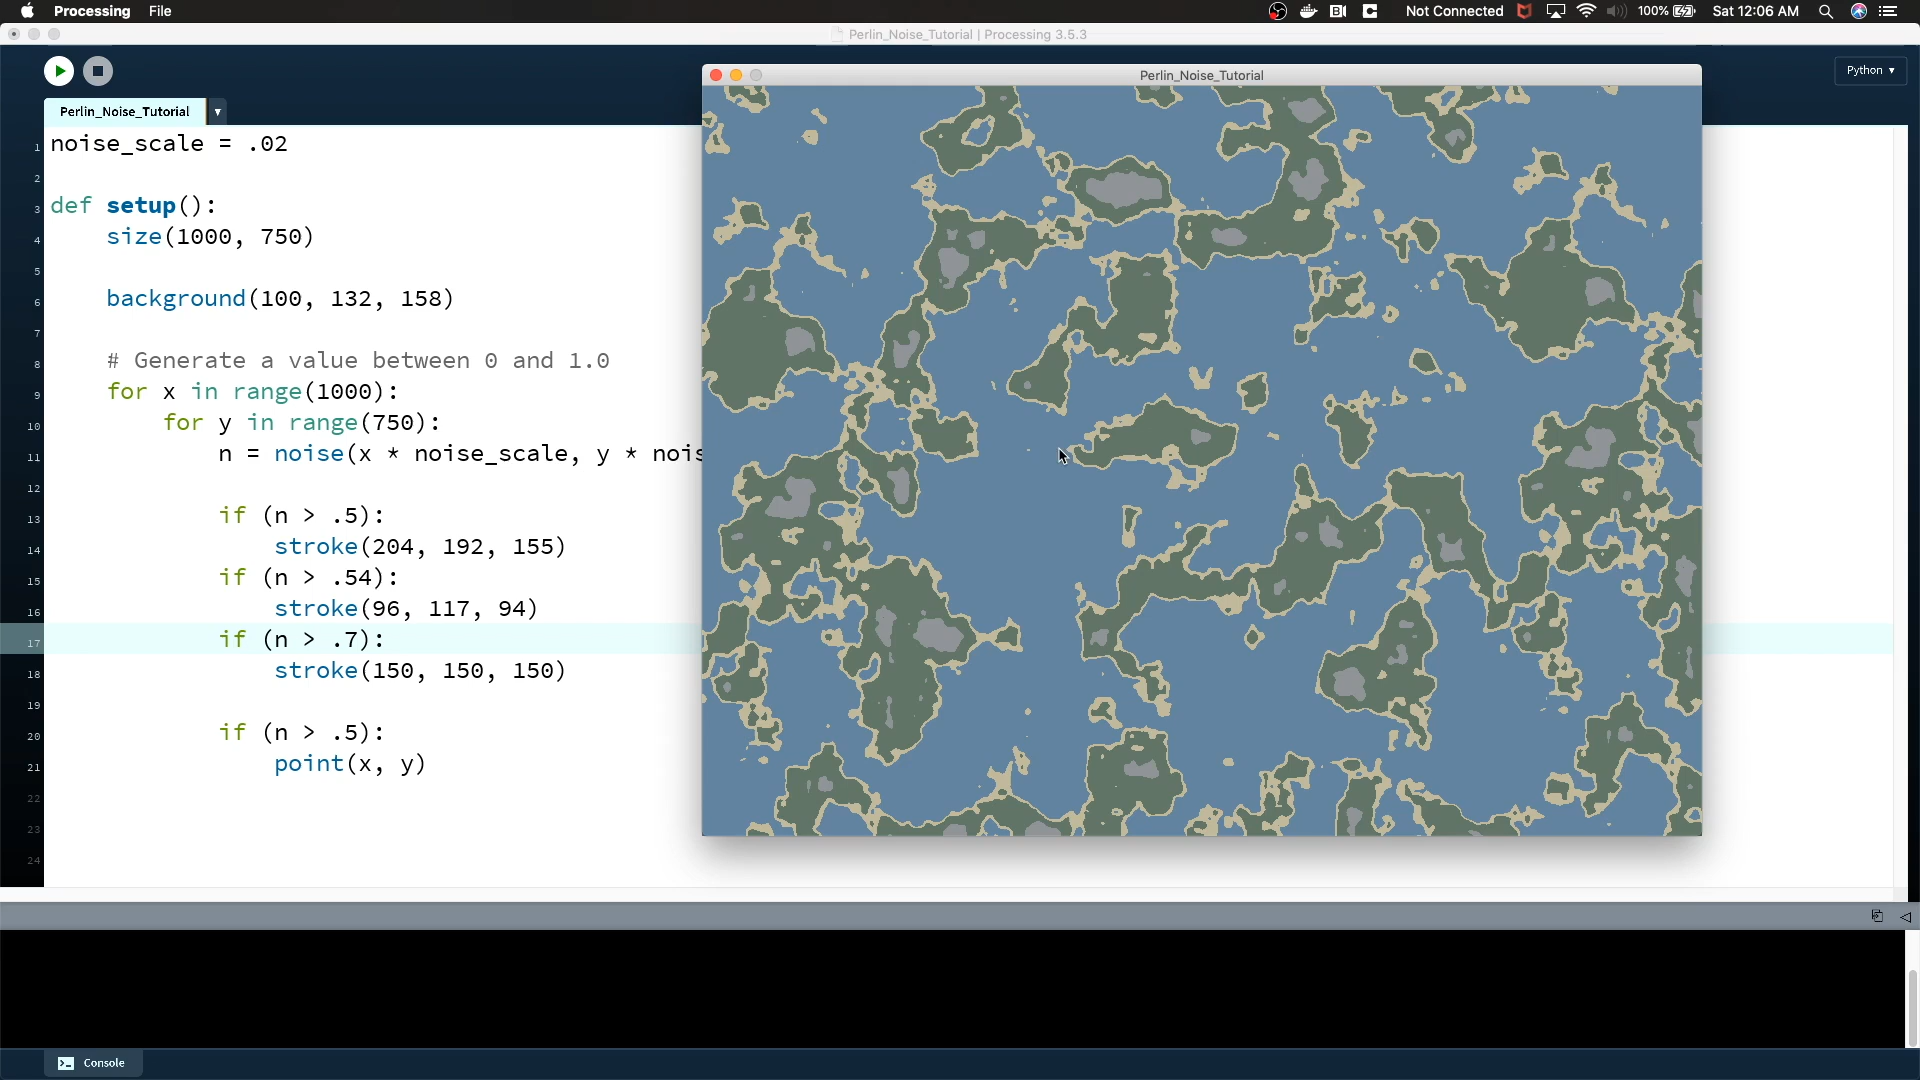 Processing File
Not Connected 100% Sat 12:06 AM
Perlin_Noise_Tutorial | Processing 3.5.3
Python
Perlin_Noise_Tutorial
Perlin_Noise_Tutorial
1 noise_scale = .02
2
3 def setup():
4 size(1000, 750)
5
6 background(100, 132, 158)
7
8 # Generate a value between 0 and 1.0
9 for x in range(1000):
10 for y in range(750):
11 n = noise(x * noise_scale, y * nois
12
13 if (n > .5):
14 stroke(204, 192, 155)
15 if (n > .54):
16 stroke(96, 117, 94)
17 if (n > .7):
18 stroke(150, 150, 150)
19
20 if (n > .5):
21 point(x, y)
22
23
24
Console